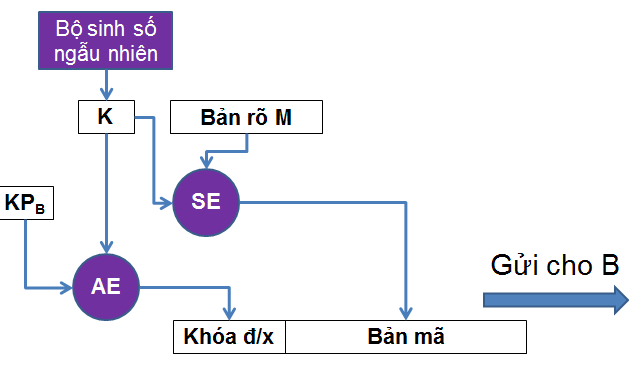 Bộ sinh số
ngẫu nhiên
K
Bản rõ M
KPB
SE
AE
Gửi cho B
Khóa đ/x
Bản mã